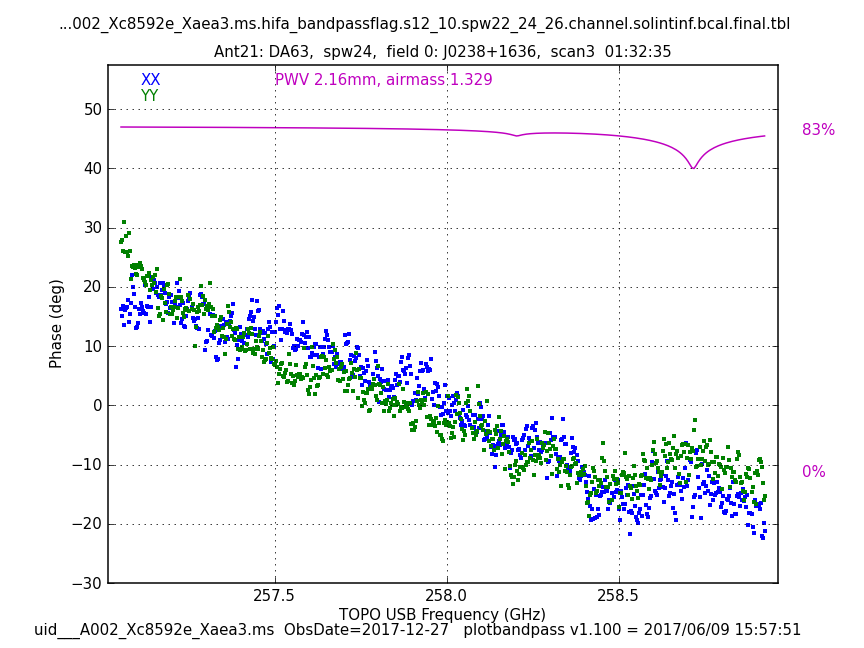 ...002_Xc8592e_Xaea3.ms.hifa_bandpassflag.s12_10.spw22_24_26.channel.solintinf.bcal.final.tbl
Ant21: DA63, spw24, field 0: J0238+1636, scan3 01:32:35
XX
YY
PWV 2.16mm, airmass 1.329
83%
0%
50
40
30
20
10
0
−10
−20
−30
Phase (deg)
257.5
258.0
258.5
TOPO USB Frequency (GHz)
uid___A002_Xc8592e_Xaea3.ms ObsDate=2017-12-27 plotbandpass v1.100 = 2017/06/09 15:57:51